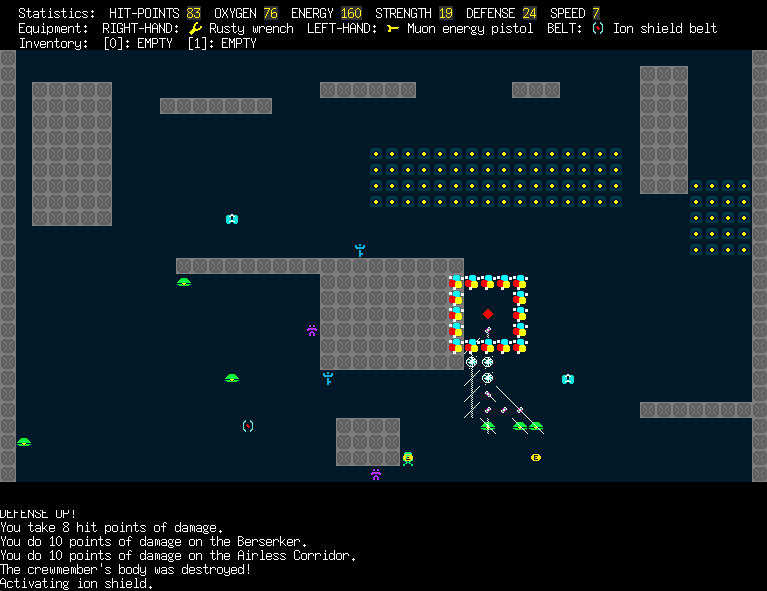 Statistics: HIT-POINTS 83 OXYGEN 76 ENERGY 160 STRENGTH 19 DEFENSE 24 SPEED 7
Equipment: RIGHT-HAND: Rusty wrench LEFT-HAND: Muon energy pistol BELT: Ion shield belt
Inventory: [0]: EMPTY [1]: EMPTY
DEFENSE UP!
You take 8 hit points of damage.
You do 10 points of damage on the Berserker.
You do 10 points of damage on the Airless Corridor.
The crewmember's body was destroyed!
Activating ion shield.